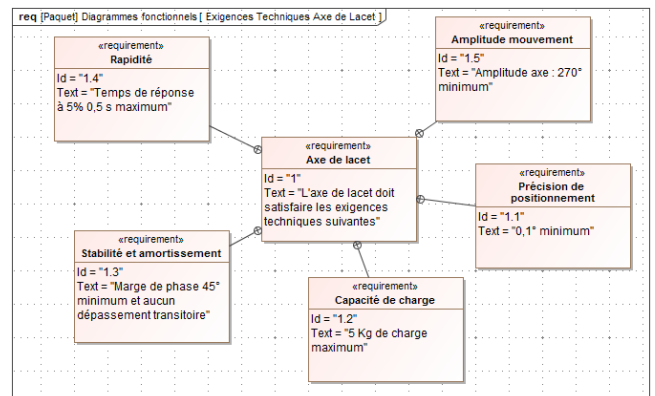 req [Paquet] Diagrammes fonctionnels [ Exigences Techniques Axe de Lacet ]
«requirement»
Rapidité
Id = "1.4"
Text = "Temps de réponse
à 5% 0,5 s maximum"
«requirement»
Amplitude mouvement
Id = "1.5"
Text = "Amplitude axe : 270°
minimum"
«requirement»
Axe de lacet
Id = "1"
Text = "L'axe de lacet doit
satisfaire les exigences
techniques suivantes"
«requirement»
Précision de
positionnement
Id = "1.1"
Text = "0,1° minimum"
«requirement»
Stabilité et amortissement
Id = "1.3"
Text = "Marge de phase 45°
minimum et aucun
dépassement transitoire"
«requirement»
Capacité de charge
Id = "1.2"
Text = "5 Kg de charge
maximum"